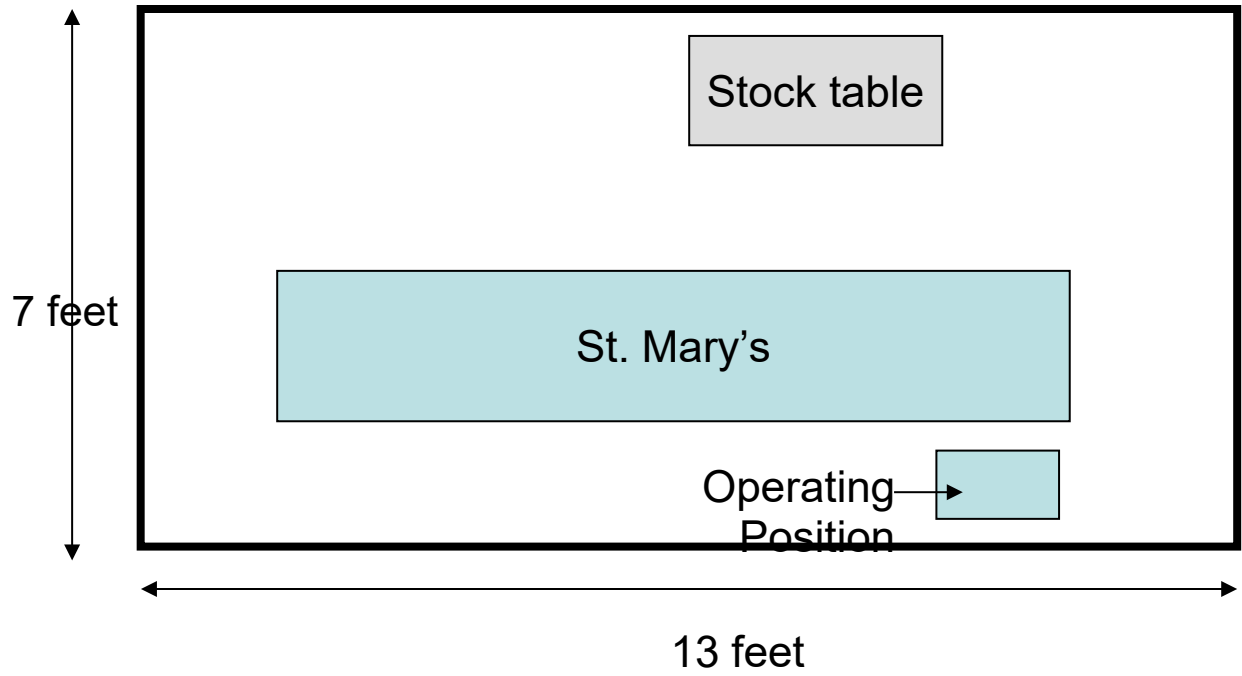 Stock table
7 feet
St. Mary’s
Operating
Position
13 feet